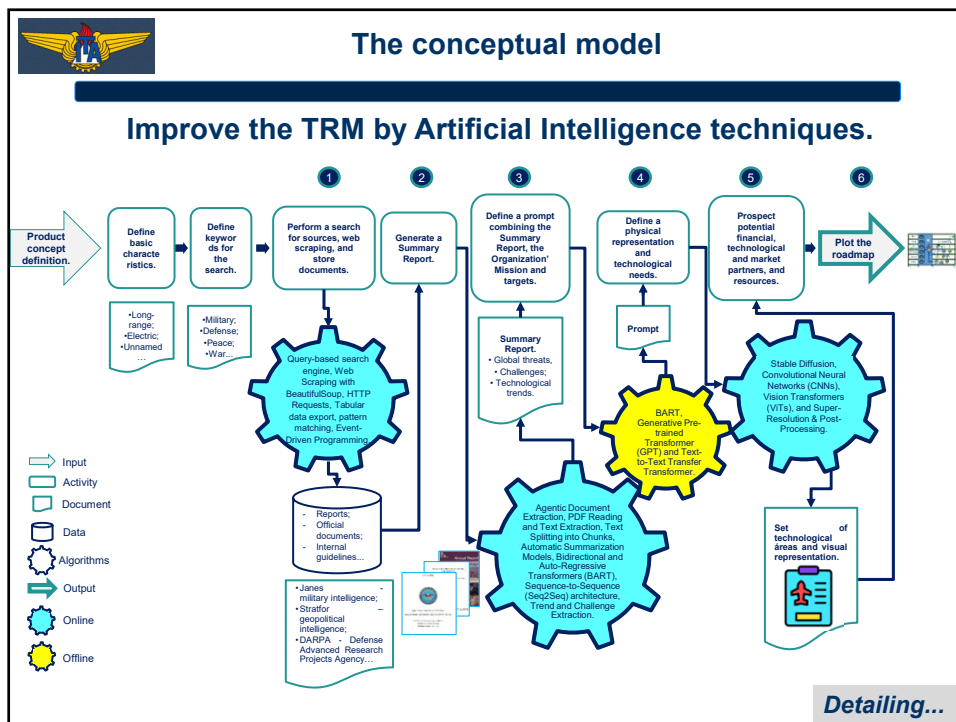 ITA
The conceptual model
Improve the TRM by Artificial Intelligence techniques.
1
2
3
4
5
6
Product
concept
definition.
Define
basic
characte
ristics.
Define
keywor
ds for
the
search.
Perform a search
for sources, web
scraping, and
store
documents.
Generate a
Summary
Report.
Define a prompt
combining the
Summary
Report, the
Organization'
Mission and
targets.
Define a
physical
representation
and
technological
needs.
Prospect
potential
financial,
technological
and market
partners, and
resources.
Plot the
roadmap
•Long-
range;
•Electric;
•Unnamed
…
•Military;
•Defense;
•Peace;
•War...
Query-based search
engine, Web
Scraping with
BeautifulSoup, HTTP
Requests, Tabular
data export, pattern
matching, Event-
Driven Programming.
Summary
Report.
• Global threats,
• Challenges;
• Technological
trends.
Prompt
BART,
Generative Pre-
trained
Transformer
(GPT) and Text-
to-Text Transfer
Transformer.
Stable Diffusion,
Convolutional Neural
Networks (CNNs),
Vision Transformers
(ViTs), and Super-
Resolution & Post-
Processing.
Input
Activity
Document
Data
Algorithms
Output
Online
Offline
- Reports;
- Official
documents;
- Internal
guidelines...
•Janes -
military intelligence;
•Stratfor –
geopolitical
intelligence;
•DARPA - Defense
Advanced Research
Projects Agency…
Agentic Document
Extraction, PDF Reading
and Text Extraction, Text
Splitting into Chunks,
Automatic Summarization
Models, Bidirectional and
Auto-Regressive
Transformers (BART),
Sequence-to-Sequence
(Seq2Seq) architecture,
Trend and Challenge
Extraction.
Set of
technological
áreas and visual
representation.
Detailing...